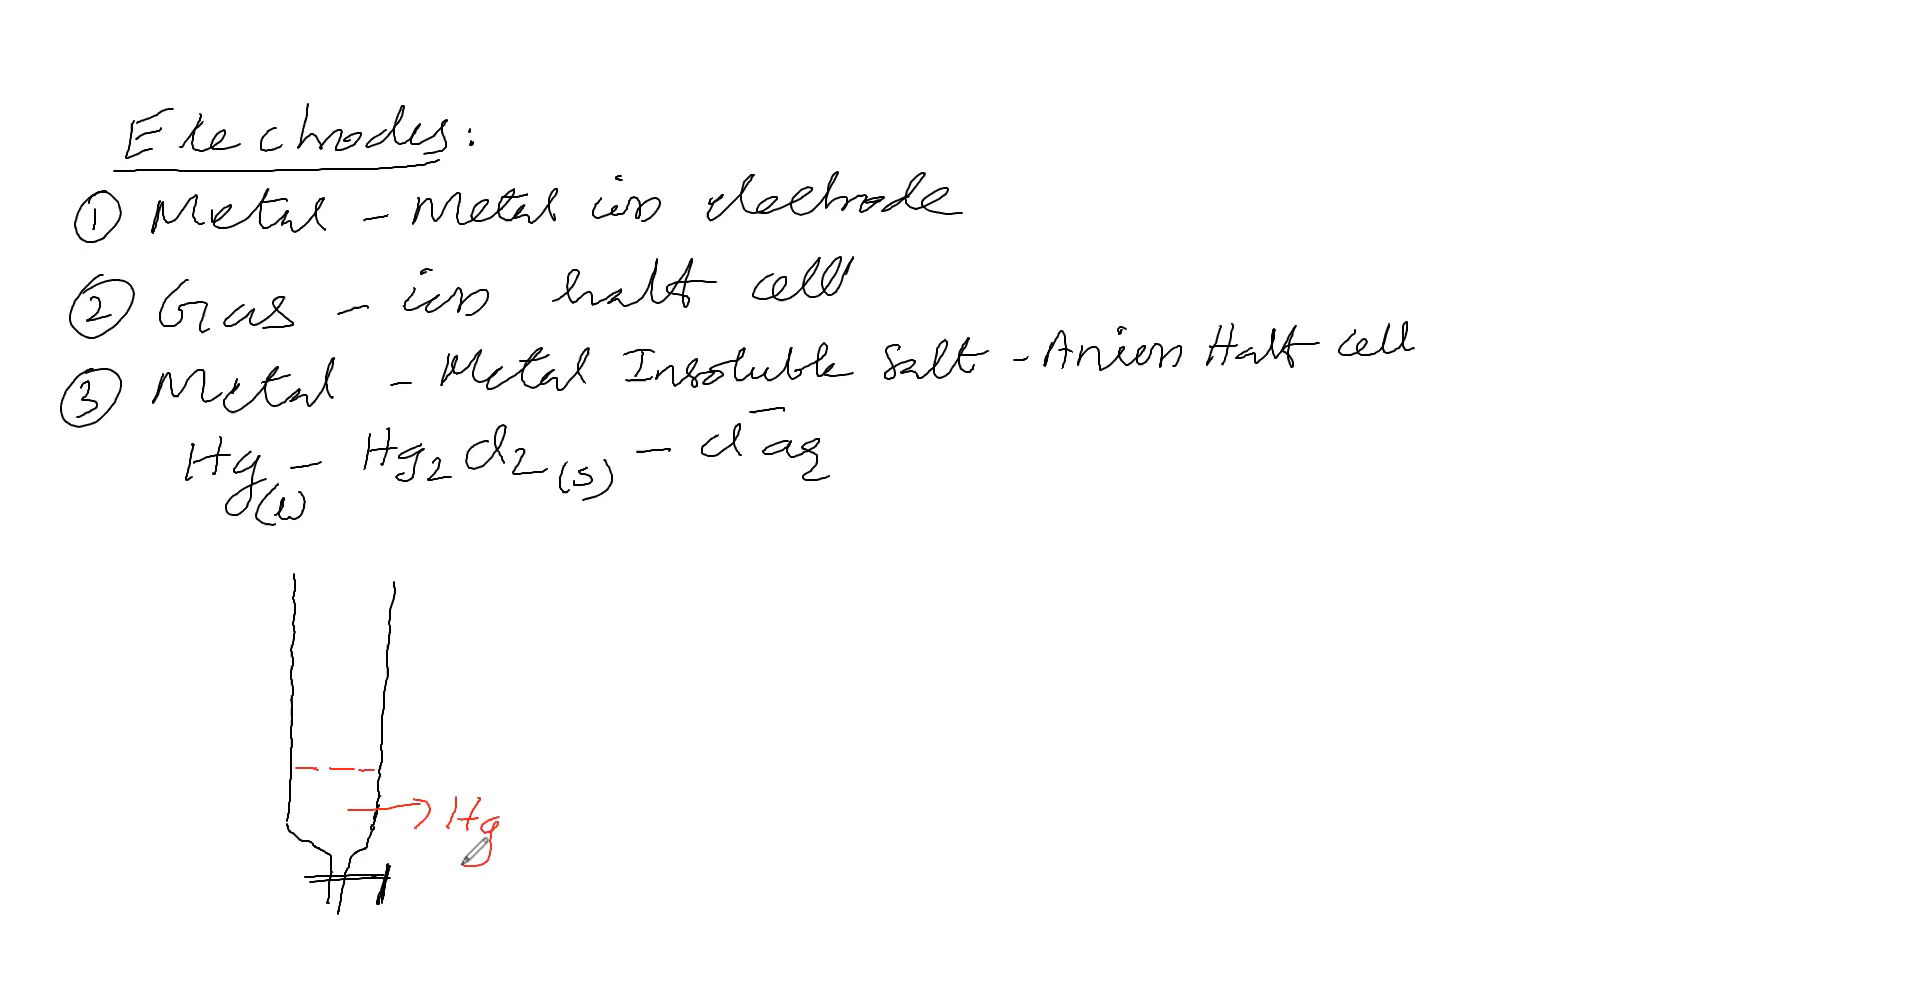 Electrodes:
① Metal - Metal ion electrode
② Gas - ion half cell
③ Metal - Metal Insoluble Salt - Anion Half cell
Hg(l) - Hg2Cl2(s) - Cl⁻aq
Hg